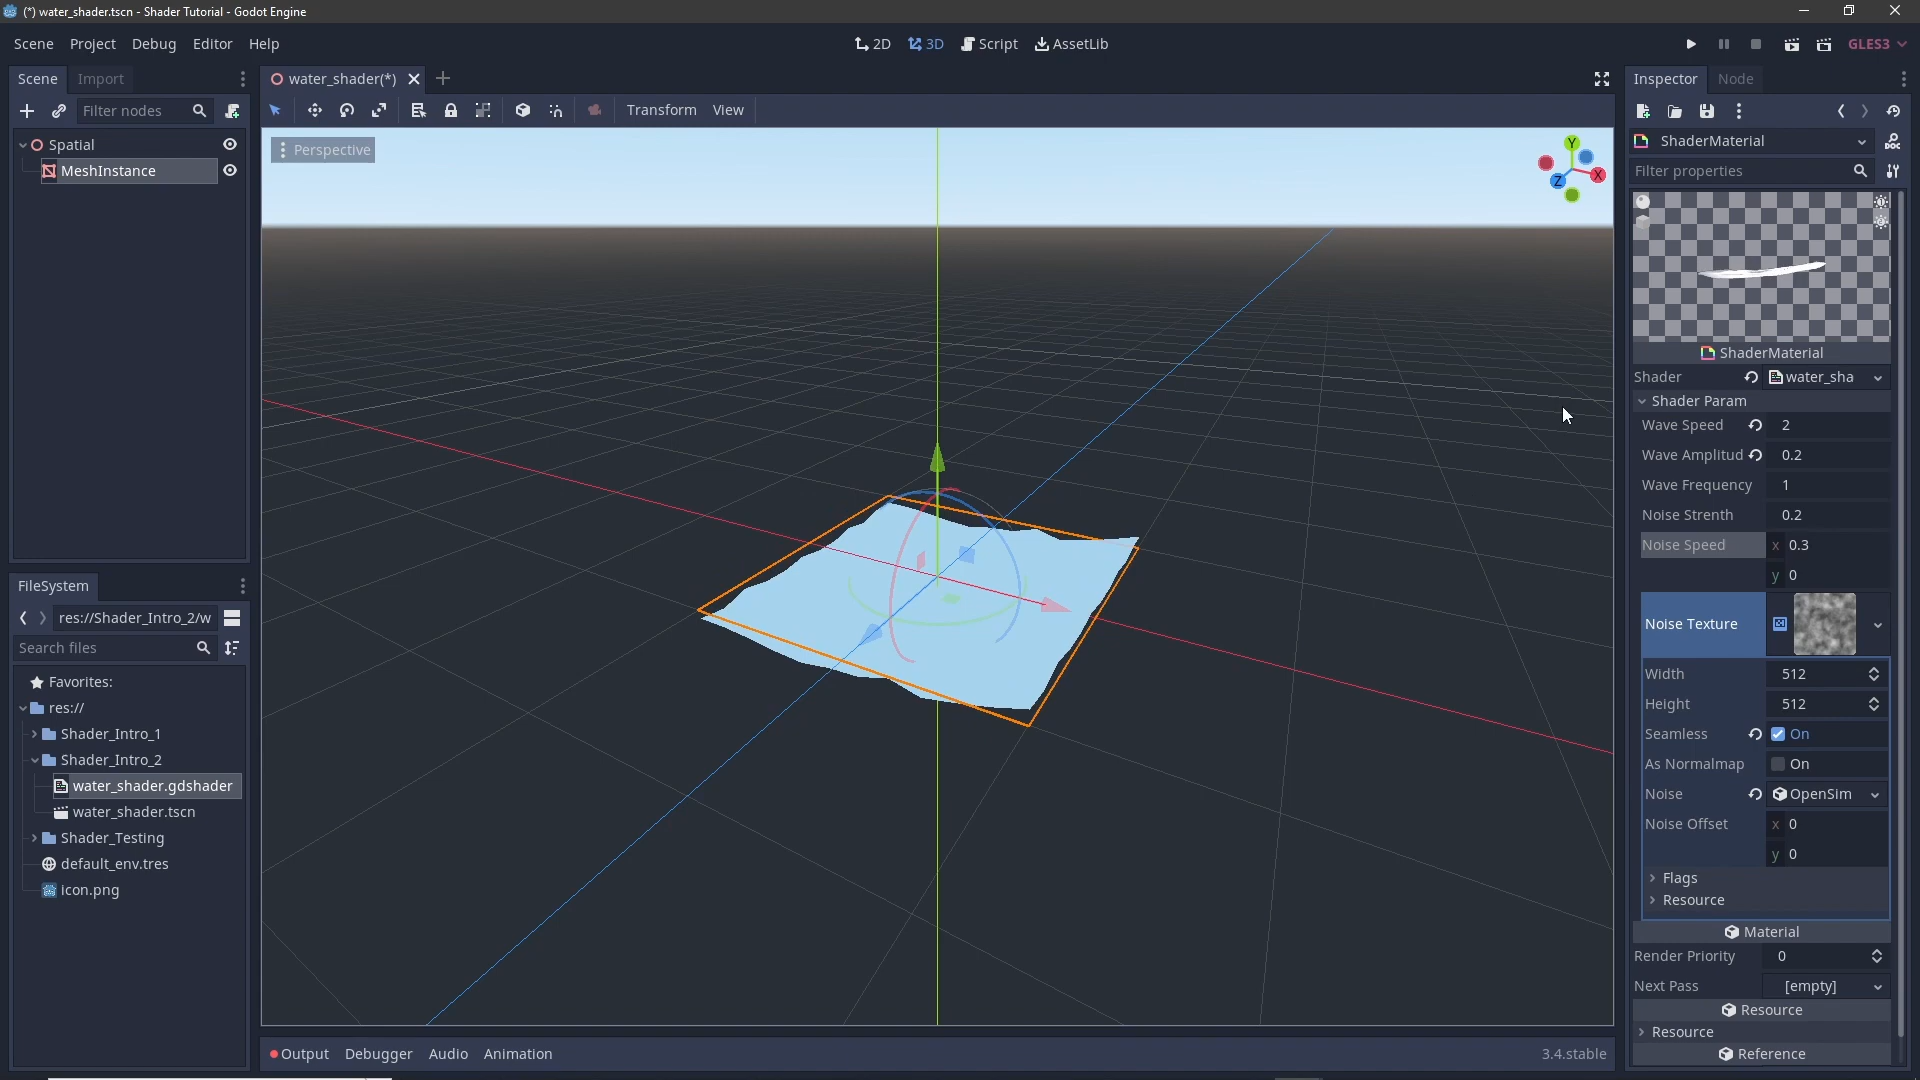 (*) water_shader.tscn - Shader Tutorial - Godot Engine
Scene Project Debug Editor Help
2D 3D Script AssetLib
GLES3
Scene Import
Filter nodes
Spatial
MeshInstance
FileSystem
res://Shader_Intro_2/w
Search files
Favorites:
res://
Shader_Intro_1
Shader_Intro_2
water_shader.gdshader
water_shader.tscn
Shader_Testing
default_env.tres
icon.png
water_shader(*)
Transform View
Perspective
Y
X
Z
Output Debugger Audio Animation
3.4.stable
Inspector Node
ShaderMaterial
Filter properties
ShaderMaterial
Shader water_sha
Shader Param
Wave Speed 2
Wave Amplitud 0.2
Wave Frequency 1
Noise Strenth 0.2
Noise Speed x 0.3
y 0
Noise Texture
Width 512
Height 512
Seamless On
As Normalmap On
Noise OpenSim
Noise Offset x 0
y 0
Flags
Resource
Material
Render Priority 0
Next Pass [empty]
Resource
Resource
Reference